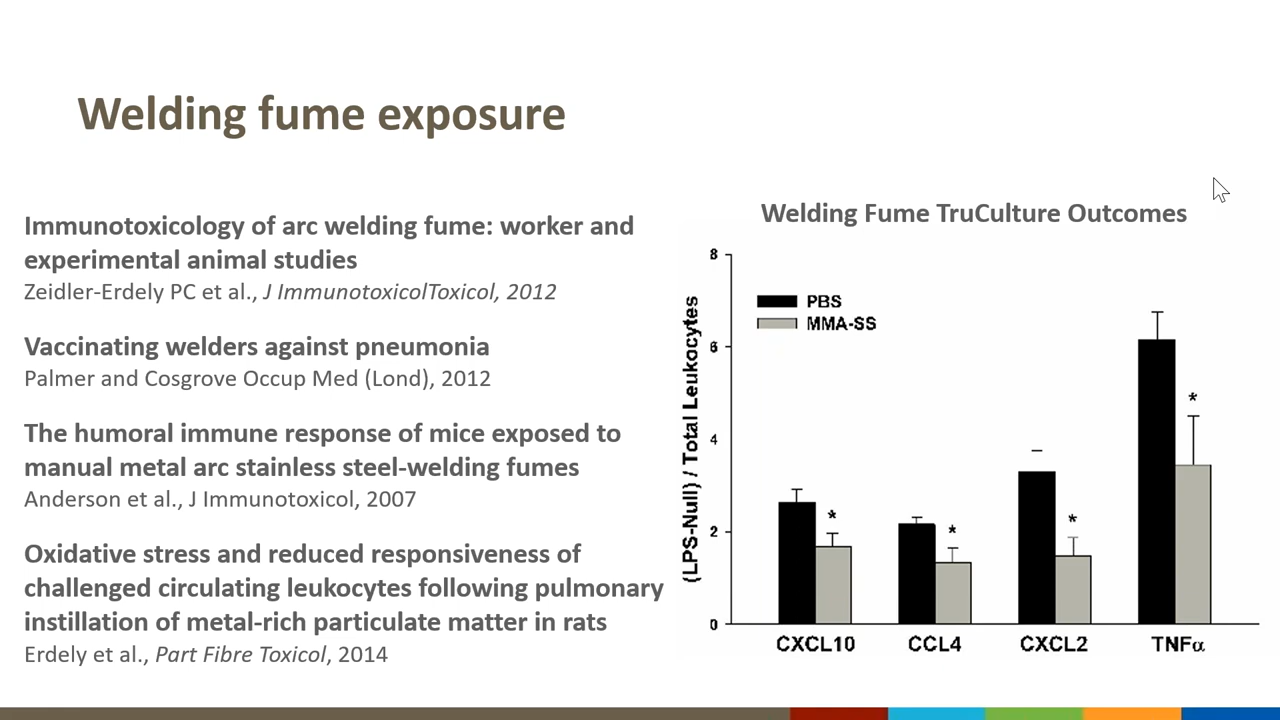 Welding fume exposure
Immunotoxicology of arc welding fume: worker and
experimental animal studies
Zeidler-Erdely PC et al., J ImmunotoxicolToxicol, 2012
Vaccinating welders against pneumonia
Palmer and Cosgrove Occup Med (Lond), 2012
The humoral immune response of mice exposed to
manual metal arc stainless steel-welding fumes
Anderson et al., J Immunotoxicol, 2007
Oxidative stress and reduced responsiveness of
challenged circulating leukocytes following pulmonary
instillation of metal-rich particulate matter in rats
Erdely et al., Part Fibre Toxicol, 2014
Welding Fume TruCulture Outcomes
(LPS-Null) / Total Leukocytes
8
6
4
2
0
PBS
MMA-SS
*
*
*
*
CXCL10 CCL4 CXCL2 TNFα